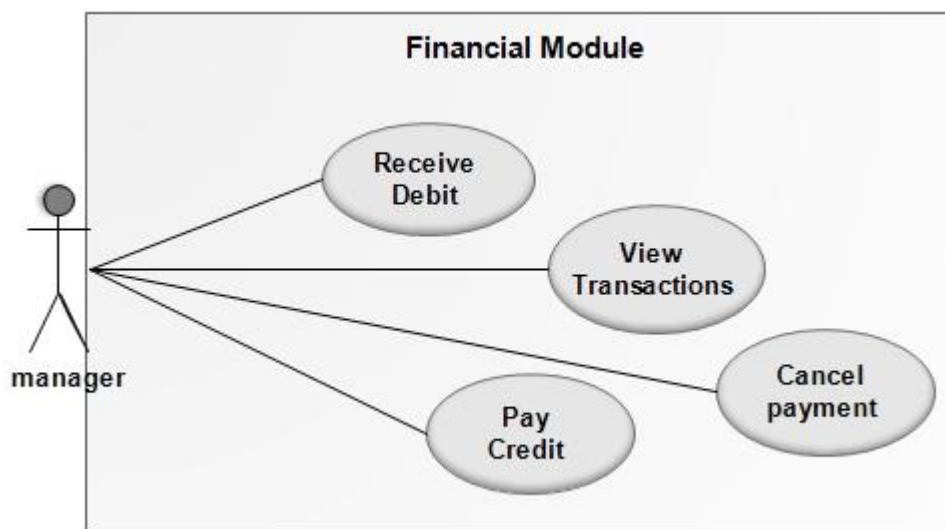 Financial Module
Receive
Debit
View
Transactions
manager
Cancel
payment
Pay
Credit